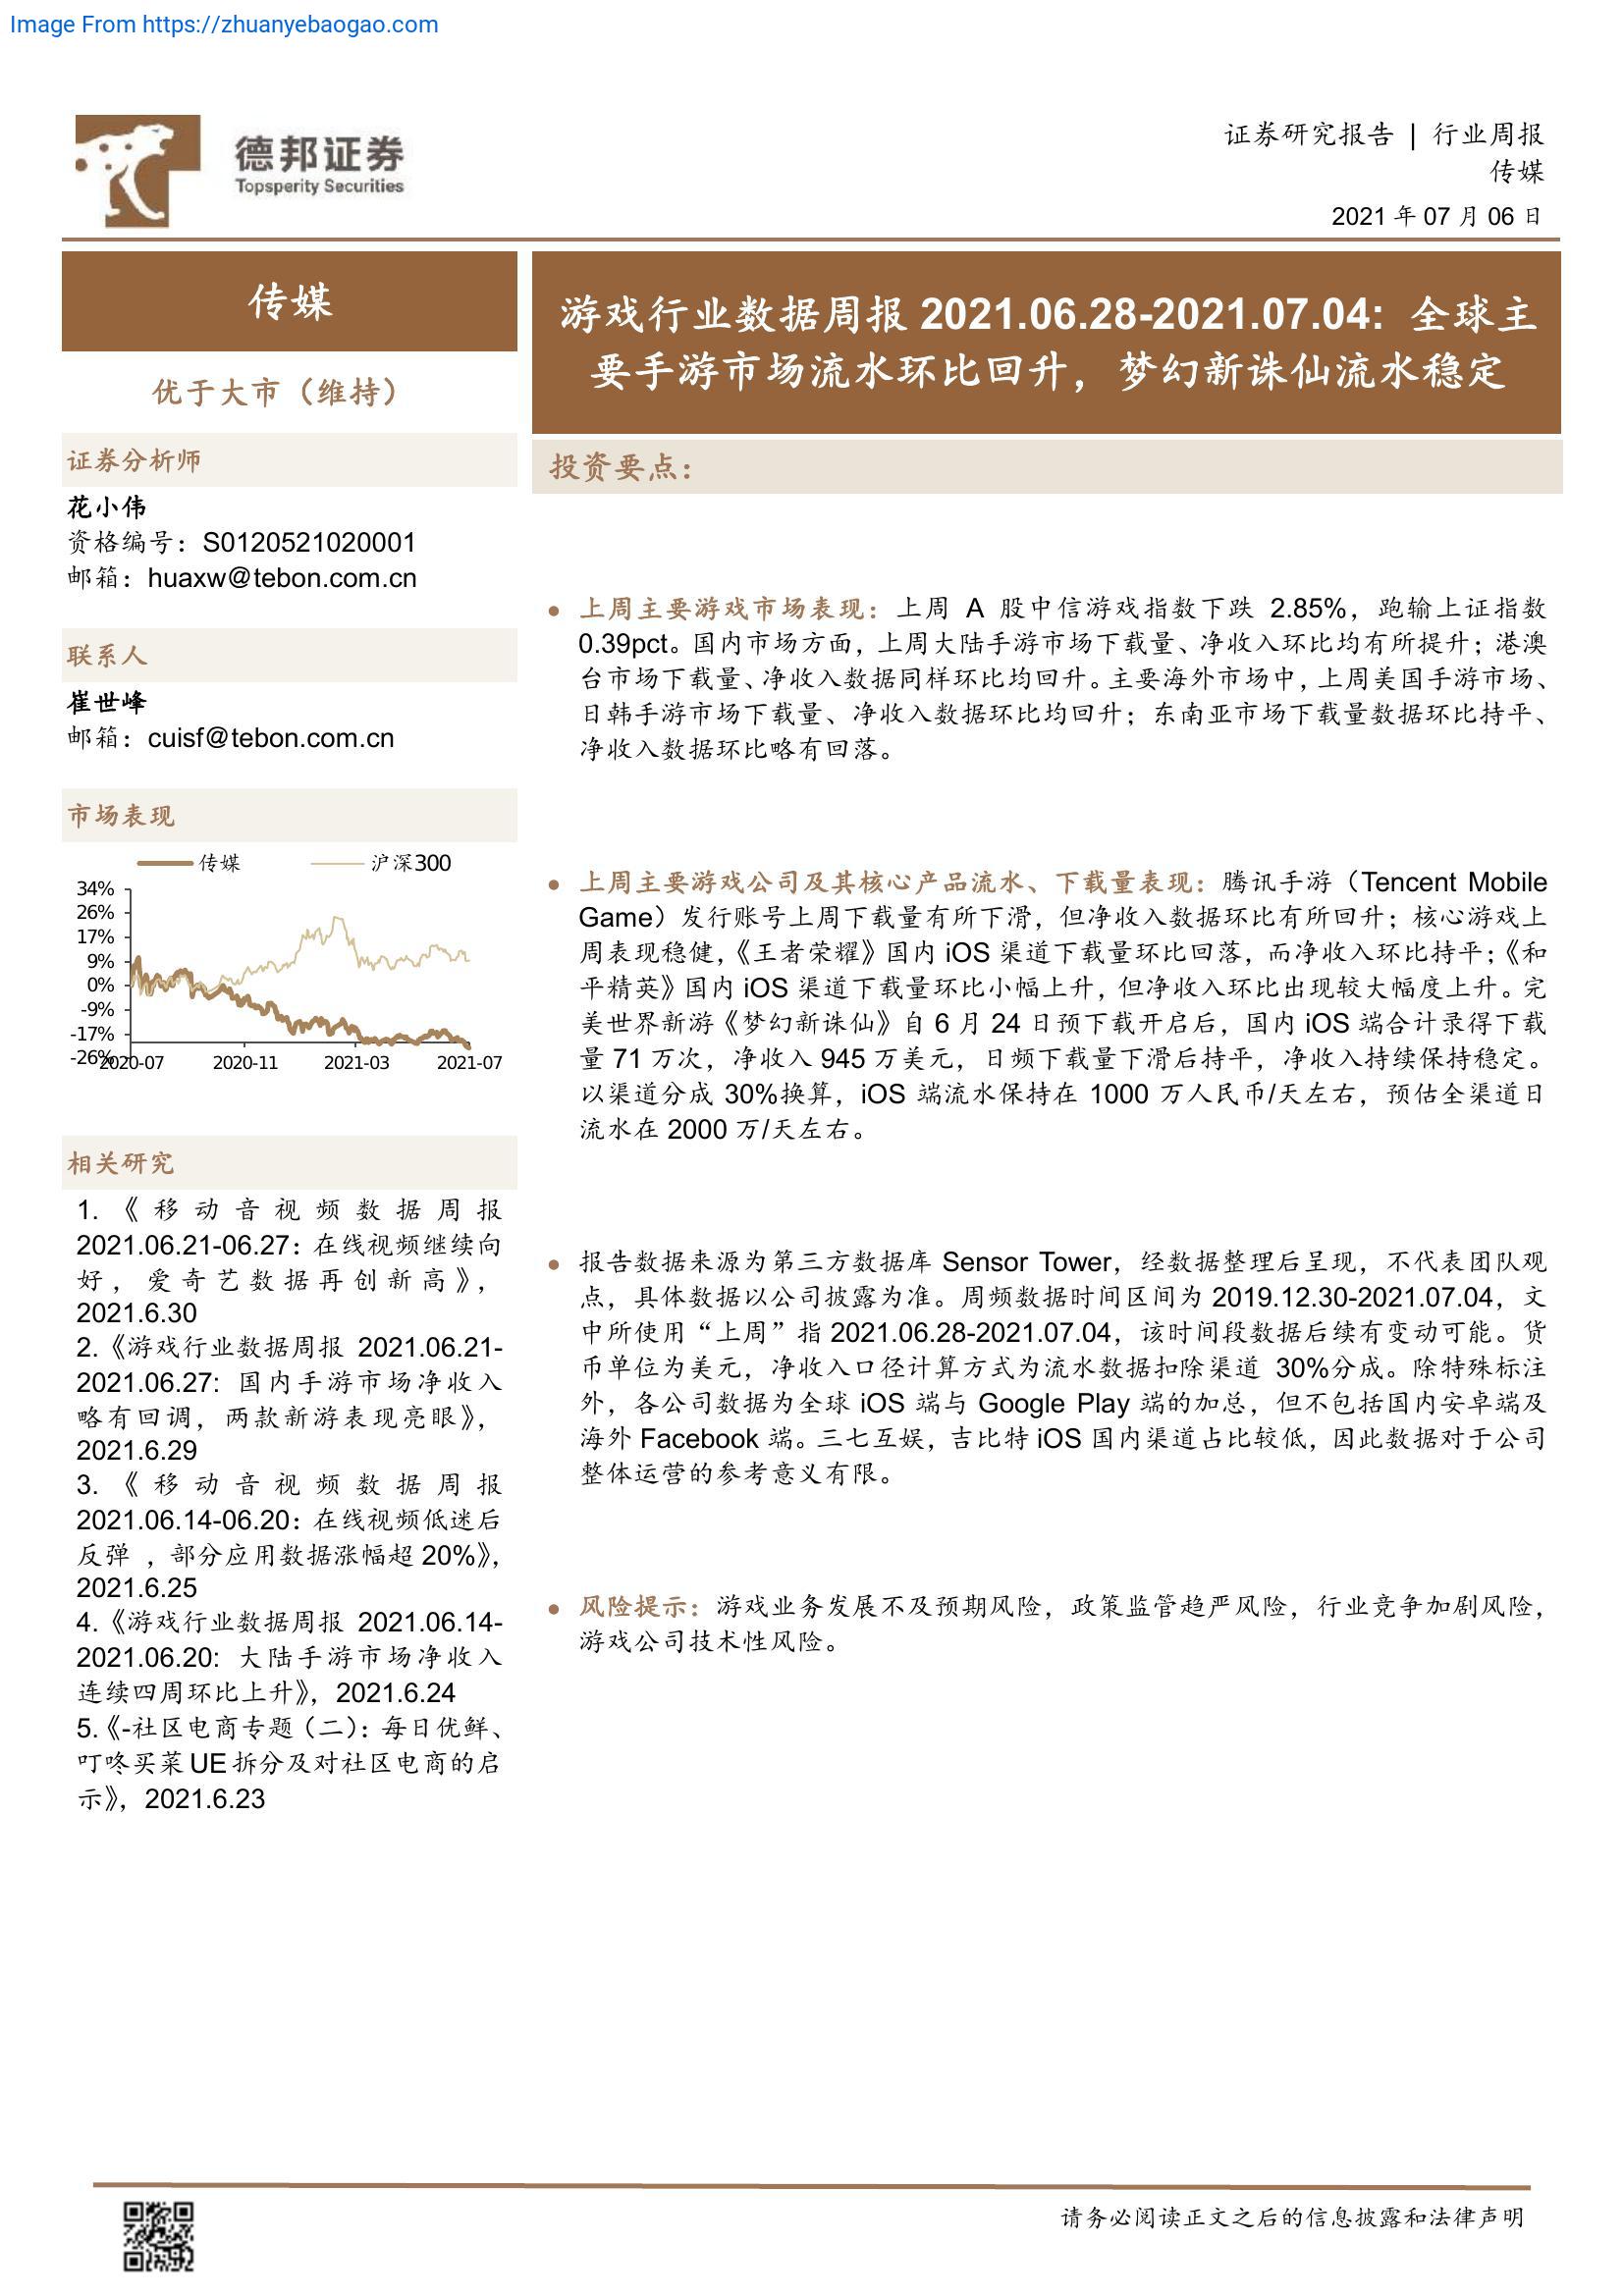 Image From https://zhuanyebaogao.com
德邦证券
Topsperity Securities
证券研究报告 | 行业周报
传媒
2021 年 07 月 06 日
传媒
优于大市（维持）
证券分析师
花小伟
资格编号：S0120521020001
邮箱：huaxw@tebon.com.cn
联系人
崔世峰
邮箱：cuisf@tebon.com.cn
市场表现
传媒 沪深300
34%
26%
17%
9%
0%
-9%
-17%
-26%
2020-07 2020-11 2021-03 2021-07
相关研究
1.《移动音视频数据周报
2021.06.21-06.27：在线视频继续向
好，爱奇艺数据再创新高》，
2021.6.30
2.《游戏行业数据周报 2021.06.21-
2021.06.27: 国内手游市场净收入
略有回调，两款新游表现亮眼》，
2021.6.29
3.《移动音视频数据周报
2021.06.14-06.20：在线视频低迷后
反弹 ，部分应用数据涨幅超 20%》，
2021.6.25
4.《游戏行业数据周报 2021.06.14-
2021.06.20: 大陆手游市场净收入
连续四周环比上升》，2021.6.24
5.《-社区电商专题（二）：每日优鲜、
叮咚买菜 UE 拆分及对社区电商的启
示》，2021.6.23
游戏行业数据周报 2021.06.28-2021.07.04: 全球主
要手游市场流水环比回升，梦幻新诛仙流水稳定
投资要点：
● 上周主要游戏市场表现：上周 A 股中信游戏指数下跌 2.85%，跑输上证指数
0.39pct。国内市场方面，上周大陆手游市场下载量、净收入环比均有所提升；港澳
台市场下载量、净收入数据同样环比均回升。主要海外市场中，上周美国手游市场、
日韩手游市场下载量、净收入数据环比均回升；东南亚市场下载量数据环比持平、
净收入数据环比略有回落。
● 上周主要游戏公司及其核心产品流水、下载量表现：腾讯手游（Tencent Mobile
Game）发行账号上周下载量有所下滑，但净收入数据环比有所回升；核心游戏上
周表现稳健，《王者荣耀》国内 iOS 渠道下载量环比回落，而净收入环比持平；《和
平精英》国内 iOS 渠道下载量环比小幅上升，但净收入环比出现较大幅度上升。完
美世界新游《梦幻新诛仙》自 6 月 24 日预下载开启后，国内 iOS 端合计录得下载
量 71 万次，净收入 945 万美元，日频下载量下滑后持平，净收入持续保持稳定。
以渠道分成 30%换算，iOS 端流水保持在 1000 万人民币/天左右，预估全渠道日
流水在 2000 万/天左右。
● 报告数据来源为第三方数据库 Sensor Tower，经数据整理后呈现，不代表团队观
点，具体数据以公司披露为准。周频数据时间区间为 2019.12.30-2021.07.04，文
中所使用“上周”指 2021.06.28-2021.07.04，该时间段数据后续有变动可能。货
币单位为美元，净收入口径计算方式为流水数据扣除渠道 30%分成。除特殊标注
外，各公司数据为全球 iOS 端与 Google Play 端的加总，但不包括国内安卓端及
海外 Facebook 端。三七互娱，吉比特 iOS 国内渠道占比较低，因此数据对于公司
整体运营的参考意义有限。
● 风险提示：游戏业务发展不及预期风险，政策监管趋严风险，行业竞争加剧风险，
游戏公司技术性风险。
请务必阅读正文之后的信息披露和法律声明